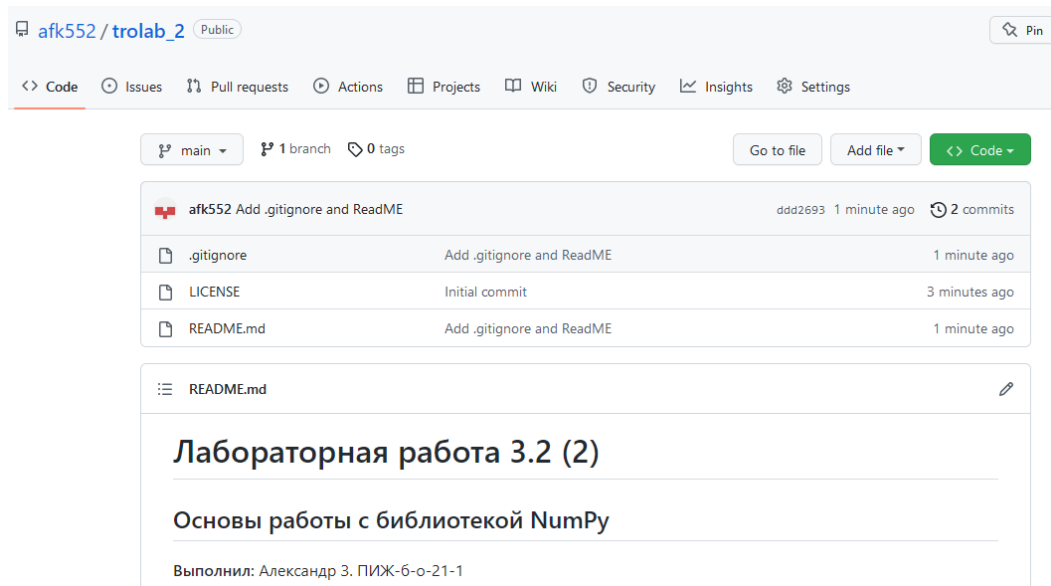 afk552 / trolab_2 Public Pin
Code Issues Pull requests Actions Projects Wiki Security Insights Settings
main 1 branch 0 tags Go to file Add file Code
afk552 Add .gitignore and ReadME ddd2693 1 minute ago 2 commits
.gitignore Add .gitignore and ReadME 1 minute ago
LICENSE Initial commit 3 minutes ago
README.md Add .gitignore and ReadME 1 minute ago
README.md
Лабораторная работа 3.2 (2)
Основы работы с библиотекой NumPy
Выполнил: Александр З. ПИЖ-б-о-21-1